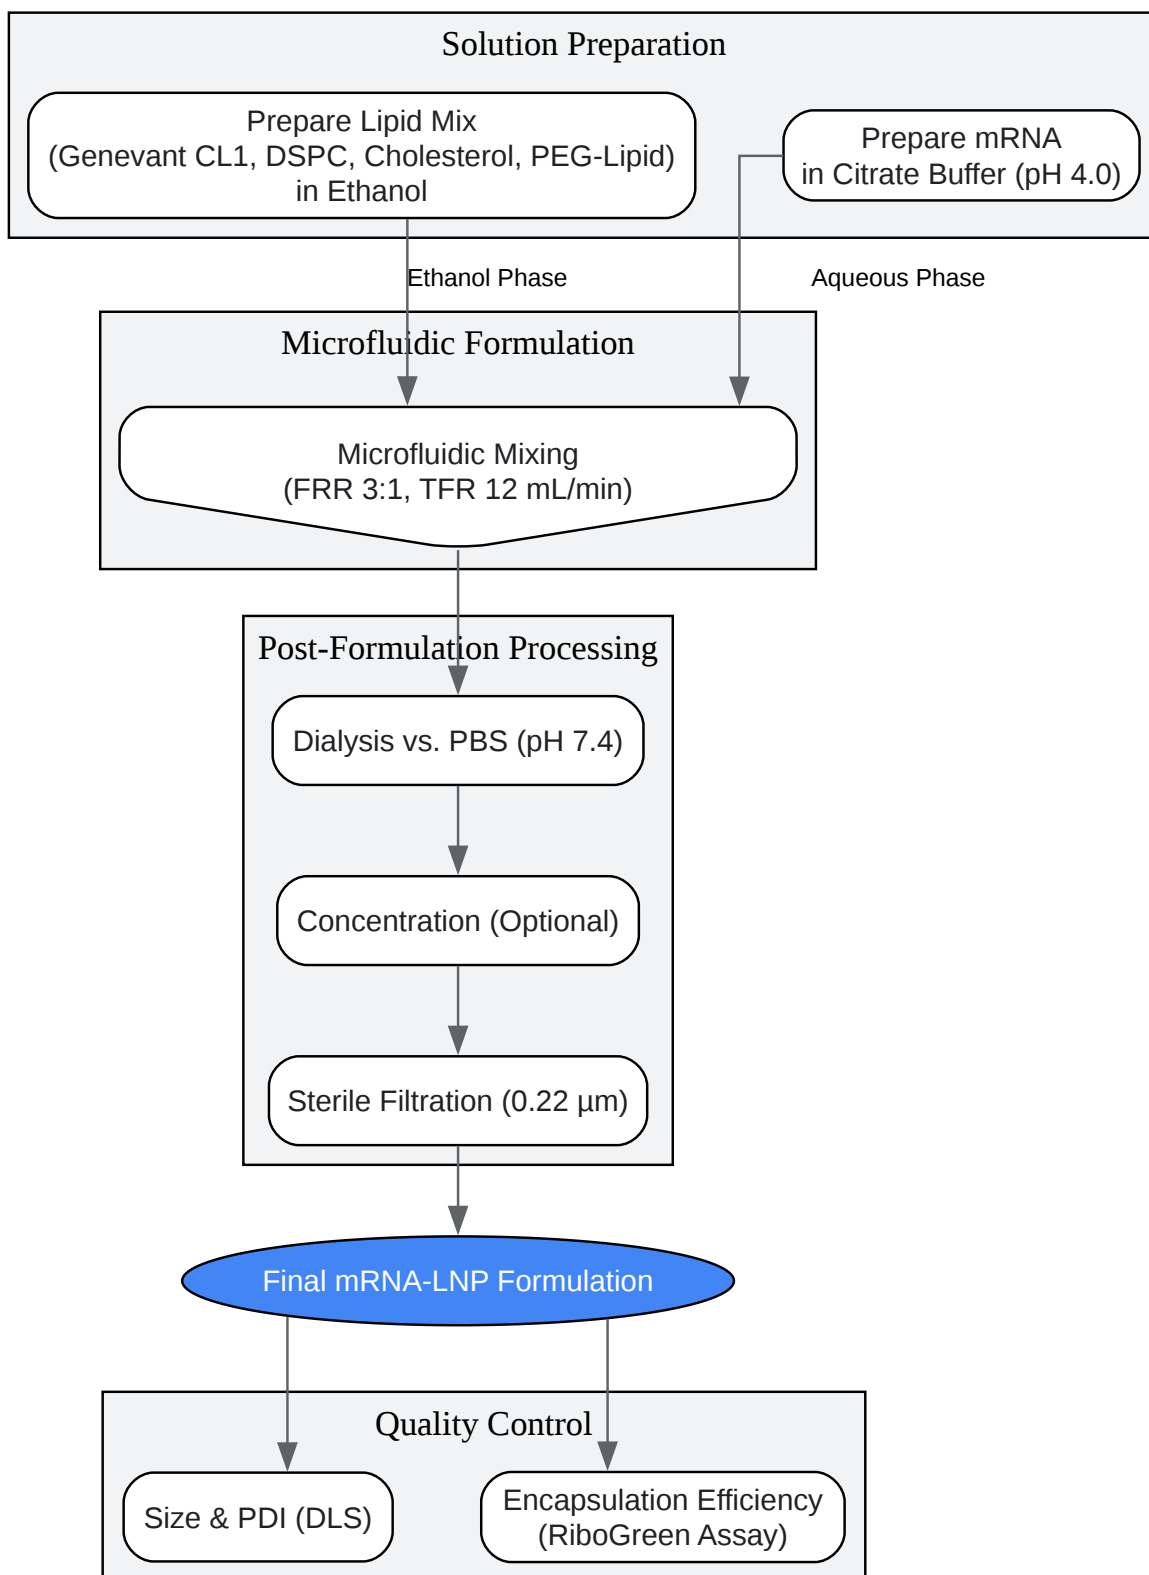 Solution Preparation
Prepare Lipid Mix
(Genevant CL1, DSPC, Cholesterol, PEG-Lipid)
in Ethanol
Prepare mRNA
in Citrate Buffer (pH 4.0)
Ethanol Phase
Aqueous Phase
Microfluidic Formulation
Microfluidic Mixing
(FRR 3:1, TFR 12 mL/min)
Post-Formulation Processing
Dialysis vs. PBS (pH 7.4)
Concentration (Optional)
Sterile Filtration (0.22 µm)
Final mRNA-LNP Formulation
Quality Control
Size & PDI (DLS)
Encapsulation Efficiency
(RiboGreen Assay)